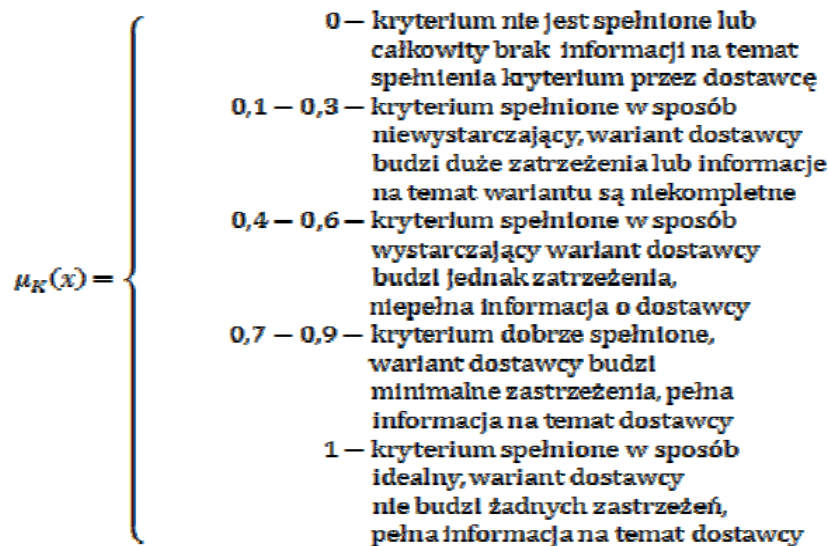 0 – kryterium nie jest spełnione lub
całkowity brak informacji na temat
spełnienia kryterium przez dostawcę
0,1 – 0,3 – kryterium spełnione w sposób
niewystarczający, wariant dostawcy
budzi duże zatrzeżenia lub informacje
na temat wariantu są niekompletne
0,4 – 0,6 – kryterium spełnione w sposób
wystarczający wariant dostawcy
budzi jednak zatrzeżenia,
μK(x) =
niepełna informacja o dostawcy
0,7 – 0,9 – kryterium dobrze spełnione,
wariant dostawcy budzi
minimalne zastrzeżenia, pełna
informacja na temat dostawcy
1 – kryterium spełnione w sposób
idealny, wariant dostawcy
nie budzi żadnych zastrzeżeń,
pełna informacja na temat dostawcy